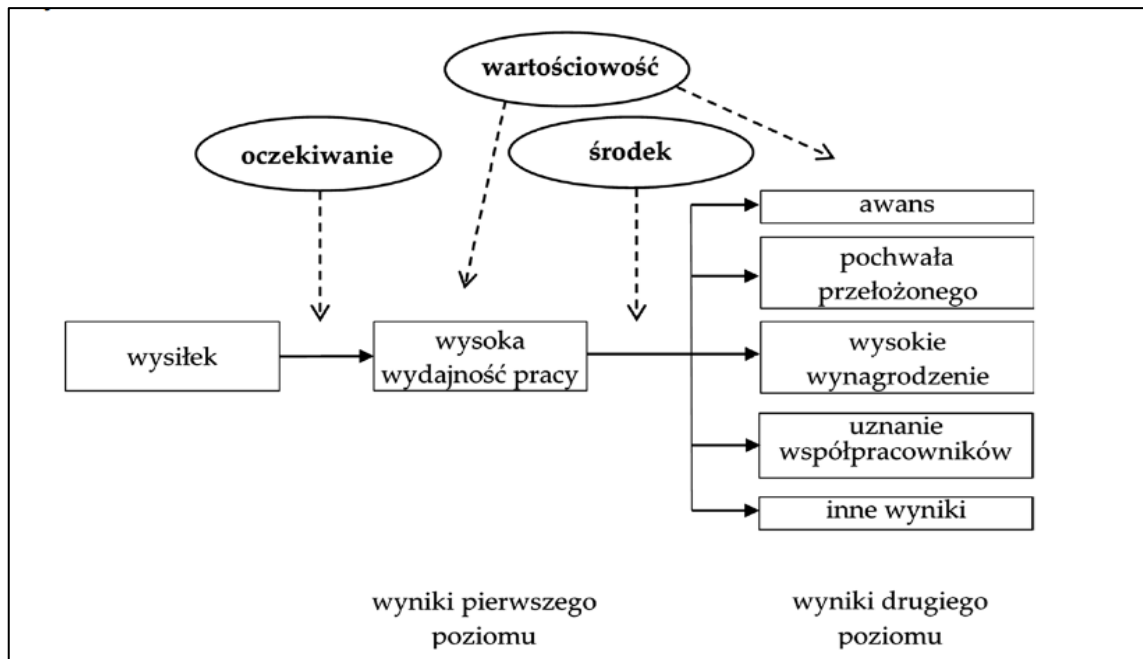 wartościowość
oczekiwanie
środek
awans
pochwała
przełożonego
wysiłek
wysoka
wydajność pracy
wysokie
wynagrodzenie
uznanie
współpracowników
inne wyniki
wyniki pierwszego
poziomu
wyniki drugiego
poziomu